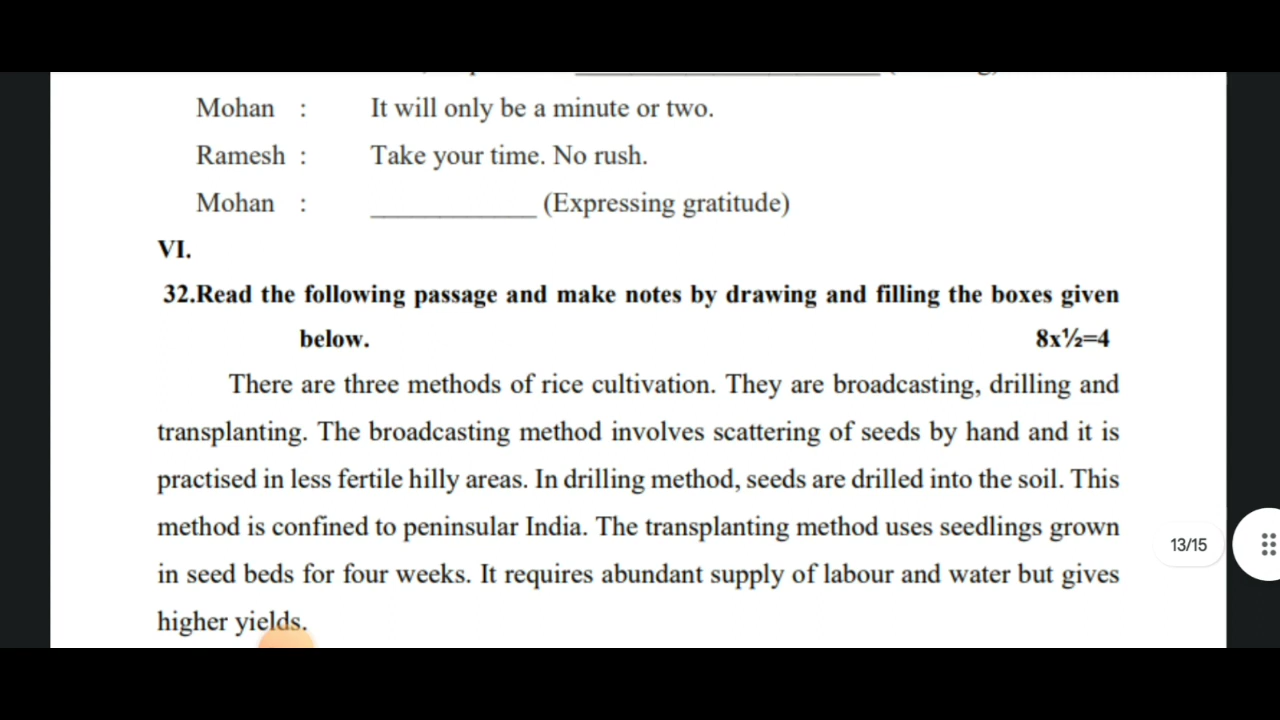 Mohan : It will only be a minute or two.
Ramesh : Take your time. No rush.
Mohan : ____________ (Expressing gratitude)
VI.
32.Read the following passage and make notes by drawing and filling the boxes given
below. 8x½=4
There are three methods of rice cultivation. They are broadcasting, drilling and
transplanting. The broadcasting method involves scattering of seeds by hand and it is
practised in less fertile hilly areas. In drilling method, seeds are drilled into the soil. This
method is confined to peninsular India. The transplanting method uses seedlings grown
13/15
in seed beds for four weeks. It requires abundant supply of labour and water but gives
higher yields.